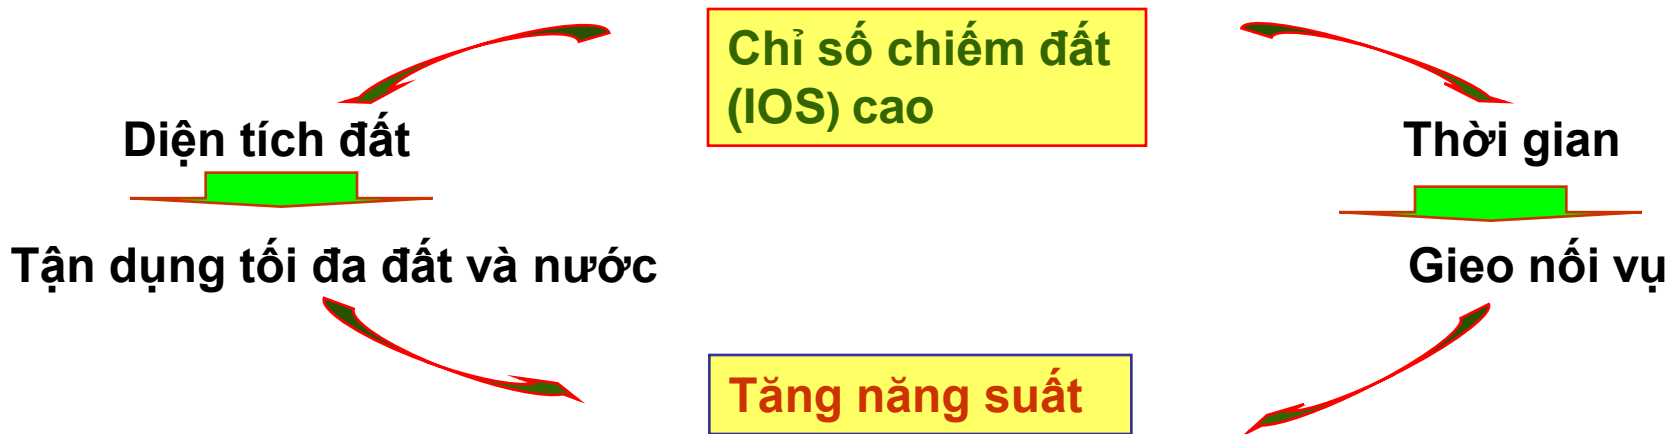 Chỉ số chiếm đất
(IOS) cao
Diện tích đất
Thời gian
Tận dụng tối đa đất và nước
Gieo nối vụ
Tăng năng suất